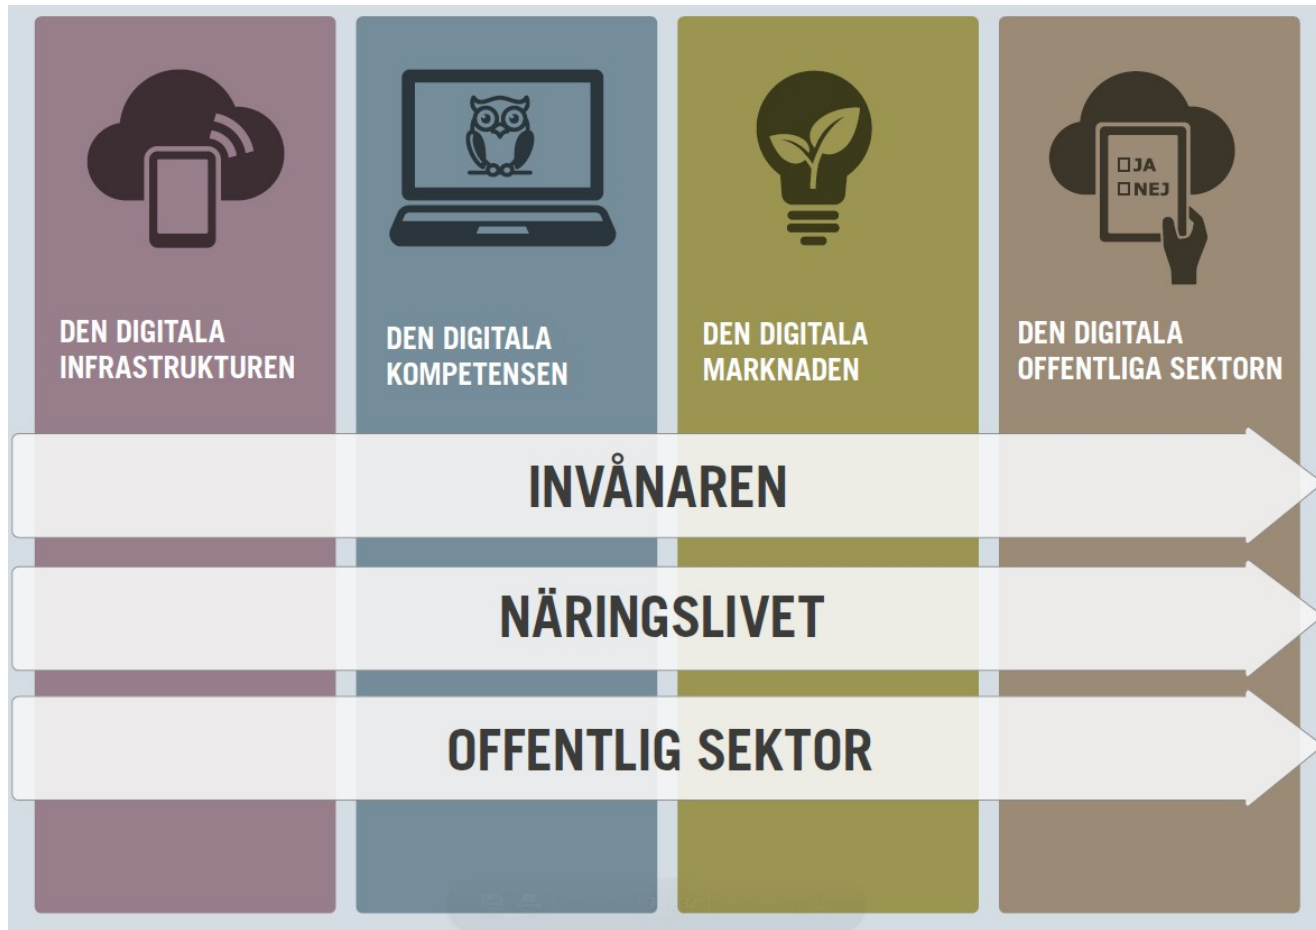 JA
NEJ
DEN DIGITALA
INFRASTRUKTUREN
DEN DIGITALA
KOMPETENSEN
DEN DIGITALA
MARKNADEN
DEN DIGITALA
OFFENTLIGA SEKTORN
INVÅNAREN
NÄRINGSLIVET
OFFENTLIG SEKTOR